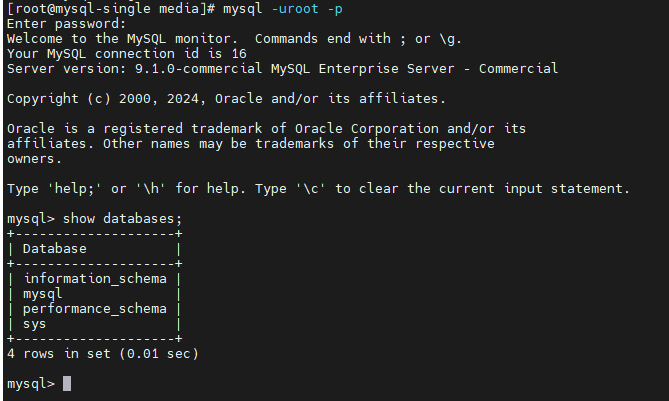 [root@mysql-single media]# mysql -uroot -p
Enter password:
Welcome to the MySQL monitor.  Commands end with ; or \g.
Your MySQL connection id is 16
Server version: 9.1.0-commercial MySQL Enterprise Server - Commercial

Copyright (c) 2000, 2024, Oracle and/or its affiliates.

Oracle is a registered trademark of Oracle Corporation and/or its
affiliates. Other names may be trademarks of their respective
owners.

Type 'help;' or '\h' for help. Type '\c' to clear the current input statement.

mysql> show databases;
+--------------------+
| Database           |
+--------------------+
| information_schema |
| mysql              |
| performance_schema |
| sys                |
+--------------------+
4 rows in set (0.01 sec)

mysql>